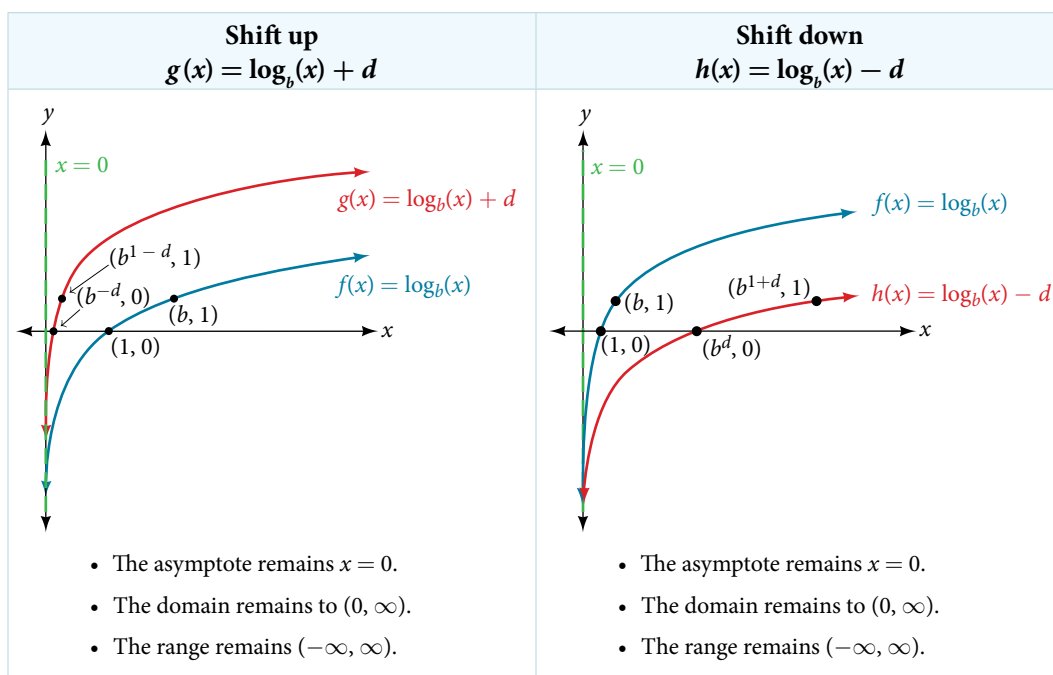 Shift up
g(x) = log_b(x) + d
y
x = 0
g(x) = log_b(x) + d
(b^{1 − d}, 1)
f(x) = log_b(x)
(b^{−d}, 0)
(b, 1)
x
(1, 0)
• The asymptote remains x = 0.
• The domain remains to (0, ∞).
• The range remains (−∞, ∞).
Shift down
h(x) = log_b(x) − d
y
x = 0
f(x) = log_b(x)
(b^{1+d}, 1)
h(x) = log_b(x) − d
(b, 1)
x
(1, 0)
(b^d, 0)
• The asymptote remains x = 0.
• The domain remains to (0, ∞).
• The range remains (−∞, ∞).